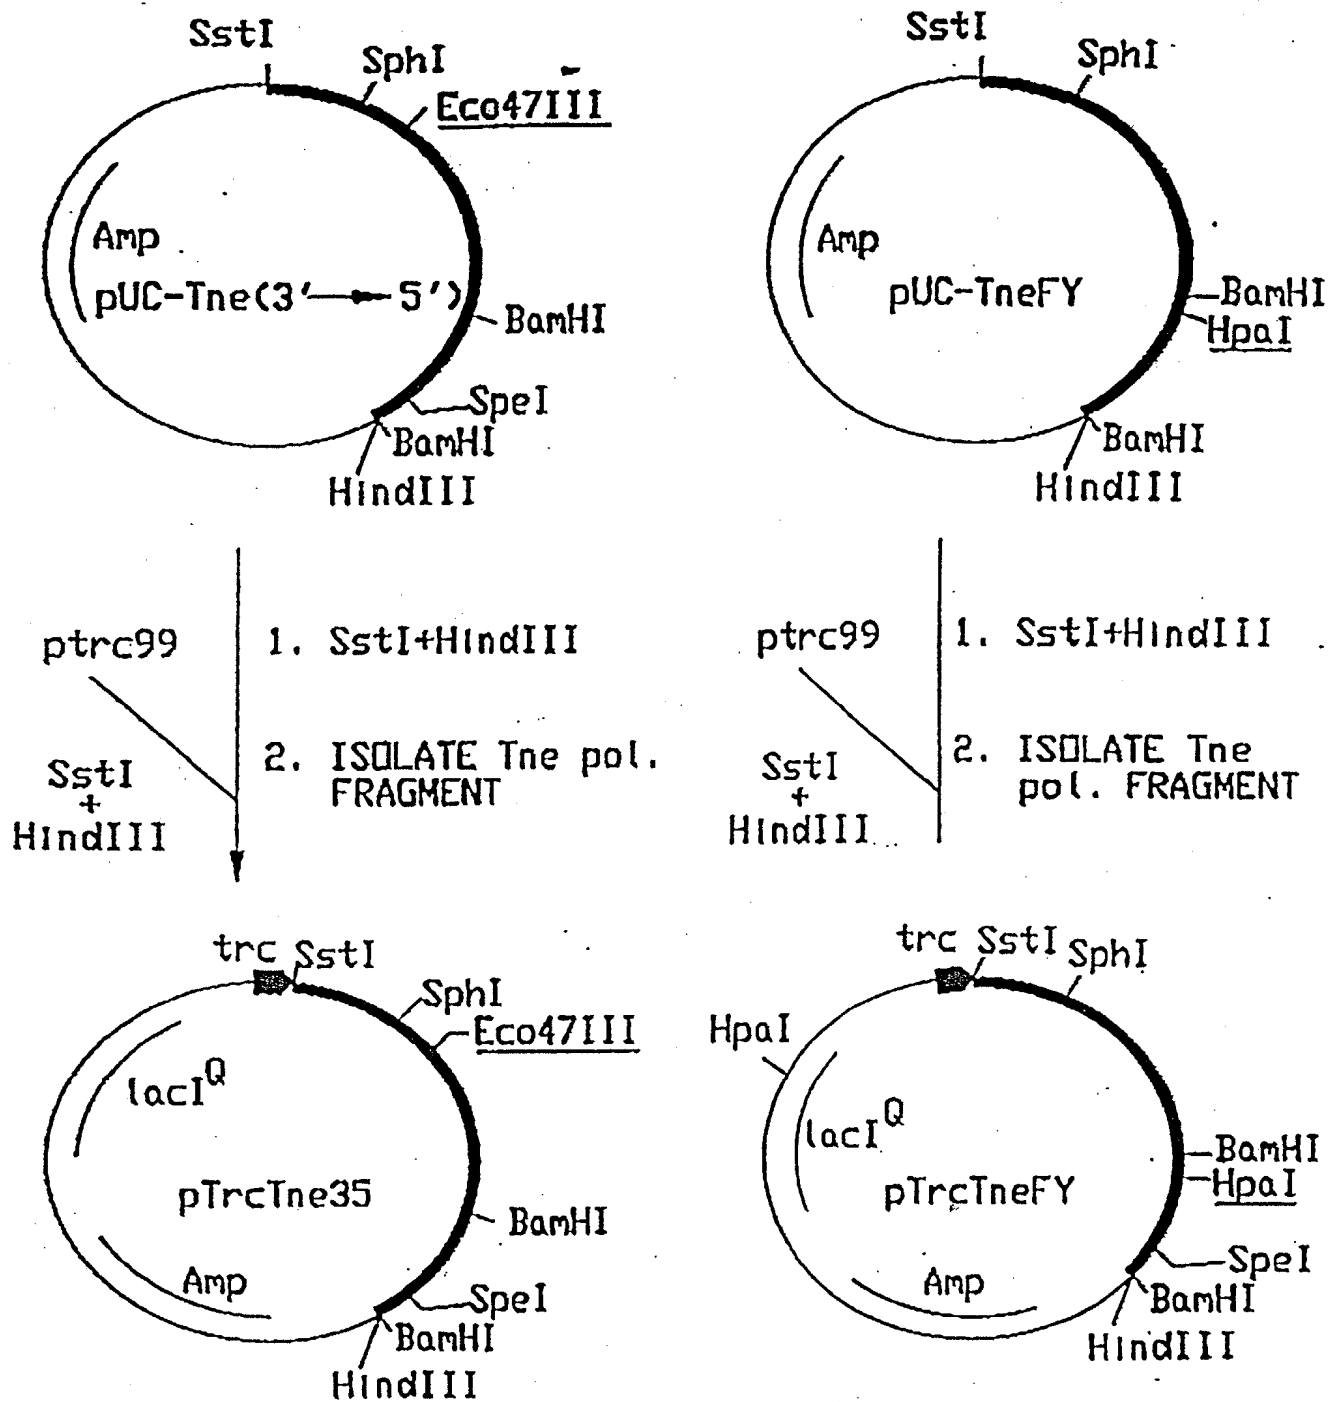 SstI
SphI
Eco47III
Amp
pUC-Tne(3'→5')
BamHI
SpeI
BamHI
HindIII
SstI
SphI
Amp
pUC-TneFY
BamHI
HpaI
BamHI
HindIII
ptrc99
1. SstI+HindIII
SstI
+
HindIII
2. ISOLATE Tne pol.
FRAGMENT
ptrc99
1. SstI+HindIII
SstI
+
HindIII
2. ISOLATE Tne
pol. FRAGMENT
trc
SstI
SphI
Eco47III
lacI^Q
pTrcTne35
BamHI
Amp
SpeI
BamHI
HindIII
trc
SstI
SphI
HpaI
lacI^Q
BamHI
HpaI
pTrcTneFY
Amp
SpeI
BamHI
HindIII